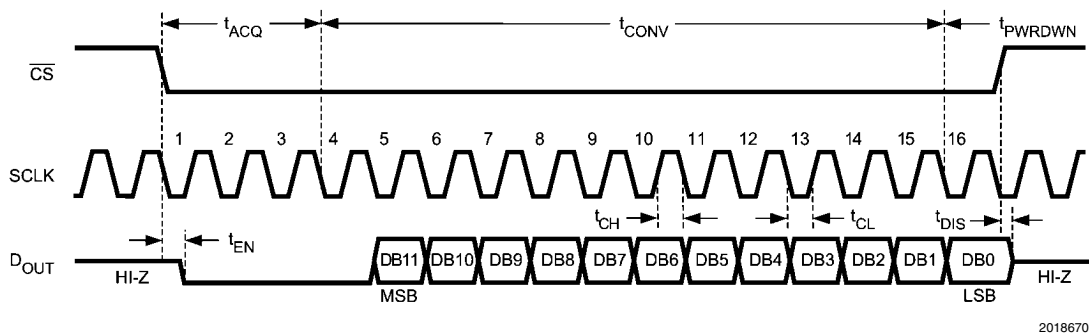 tACQ tCONV tPWRDWN
CS
1 2 3 4 5 6 7 8 9 10 11 12 13 14 15 16
SCLK
tCH tCL tDIS
tEN
DOUT
HI-Z DB11 DB10 DB9 DB8 DB7 DB6 DB5 DB4 DB3 DB2 DB1 DB0 HI-Z
MSB LSB
2018670